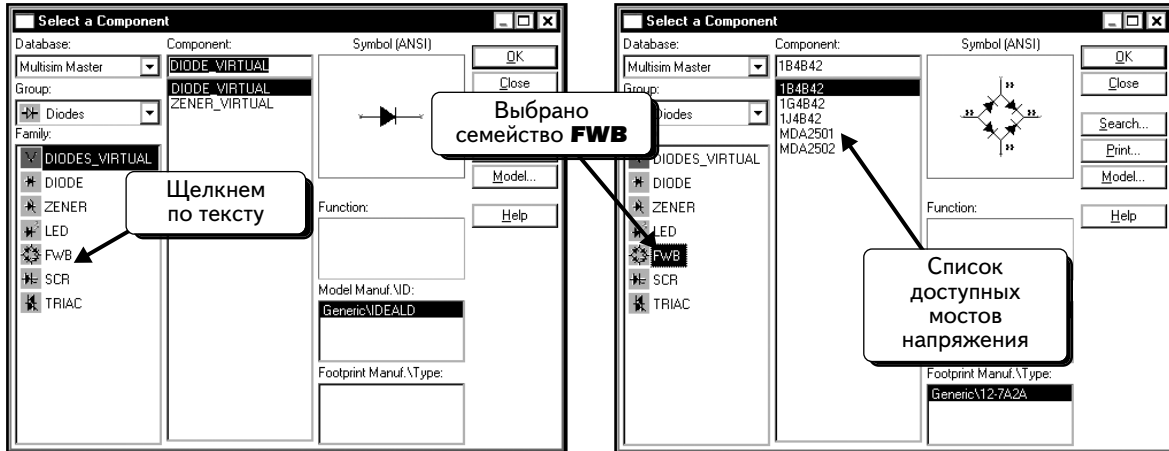 Select a Component
Database:
Component:
Symbol (ANSI)
Multisim Master
DIODE_VIRTUAL
OK
Close
Group:
DIODE_VIRTUAL
ZENER_VIRTUAL
Diodes
Family:
DIODES_VIRTUAL
DIODE
ZENER
LED
FWB
SCR
TRIAC
Model...
Function:
Help
Model Manuf.\ID:
Generic\IDEALD
Footprint Manuf.\Type:
Щелкнем
по тексту
Выбрано
семейство FWB
Select a Component
Database:
Component:
Symbol (ANSI)
Multisim Master
1B4B42
OK
Close
Group:
1B4B42
1G4B42
1J4B42
MDA2501
MDA2502
Diodes
Search...
Print...
Model...
DIODES_VIRTUAL
DIODE
ZENER
LED
FWB
SCR
TRIAC
Function:
Help
Footprint Manuf.\Type:
Generic\12-7A2A
Список
доступных
мостов
напряжения